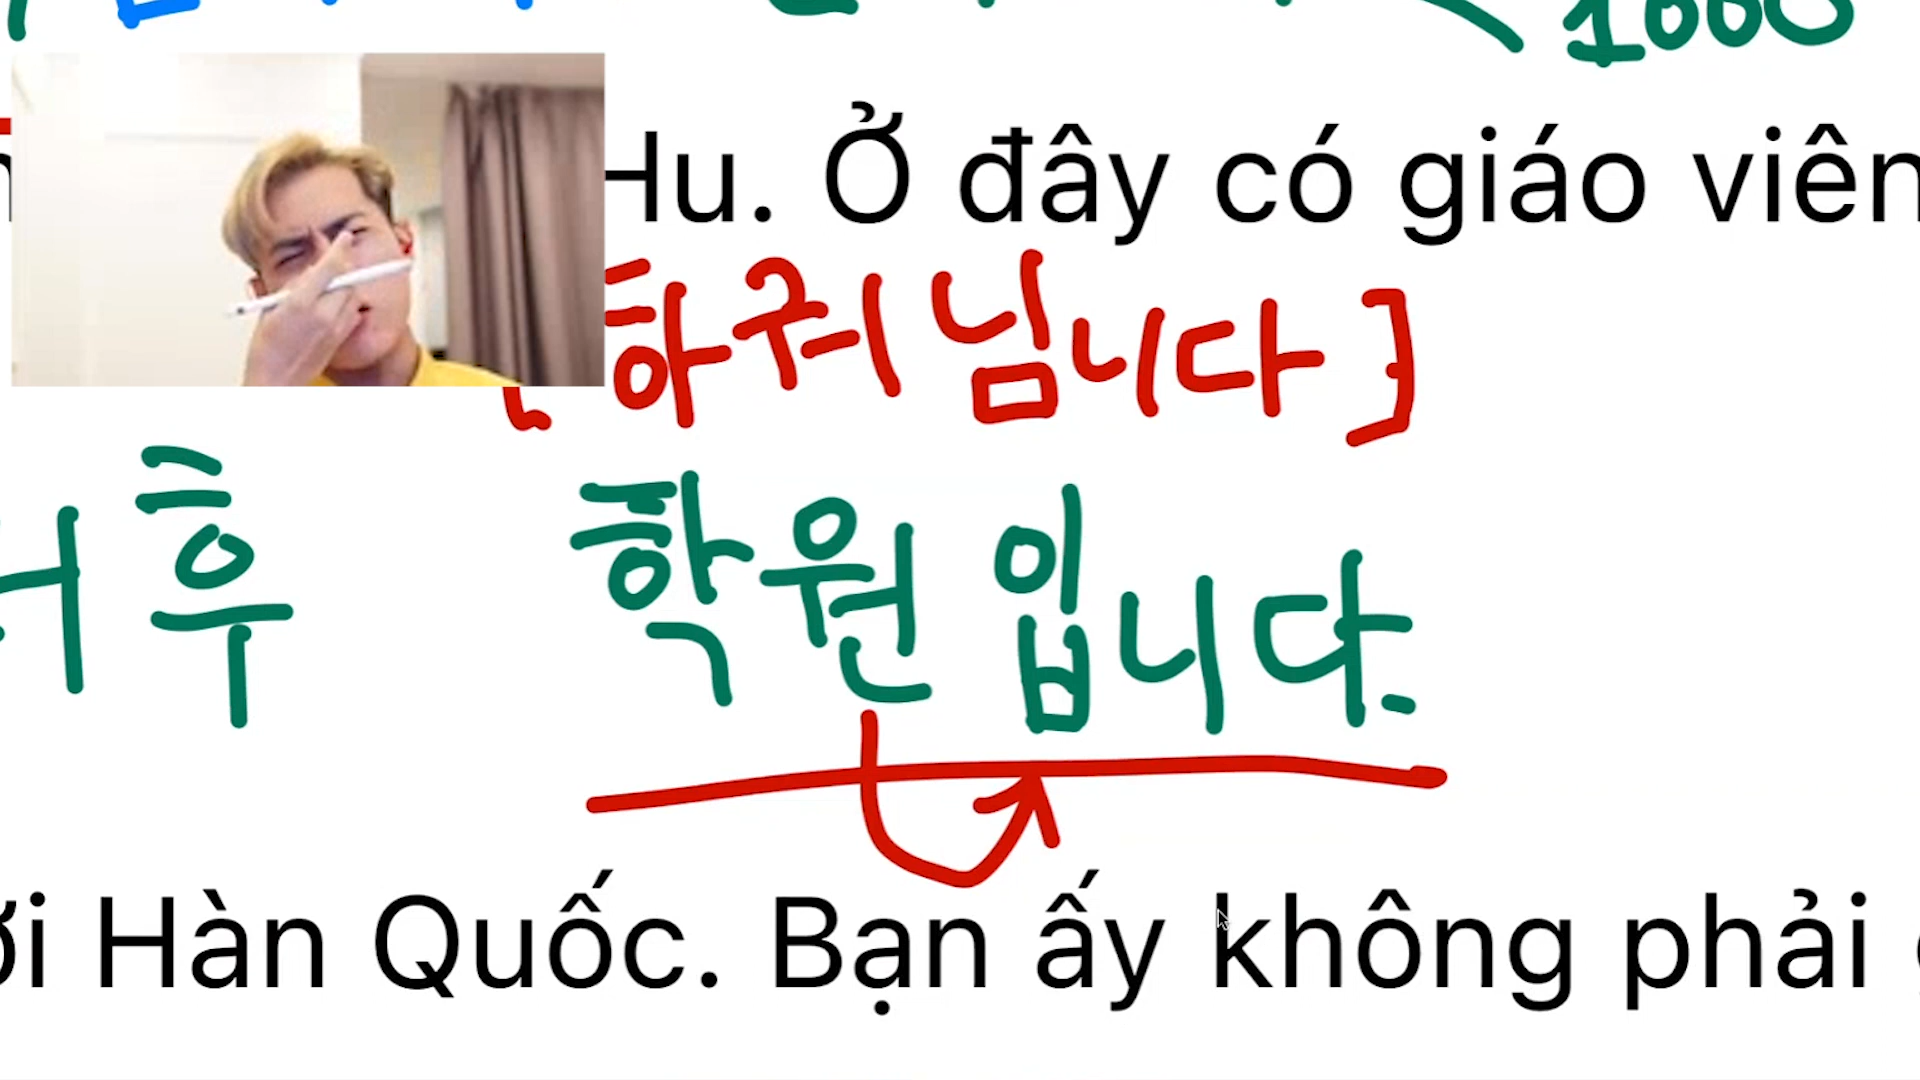 1000
Hu. Ở đây có giáo viên
[하궈님니다]
후 학원입니다.
ời Hàn Quốc. Bạn ấy không phải